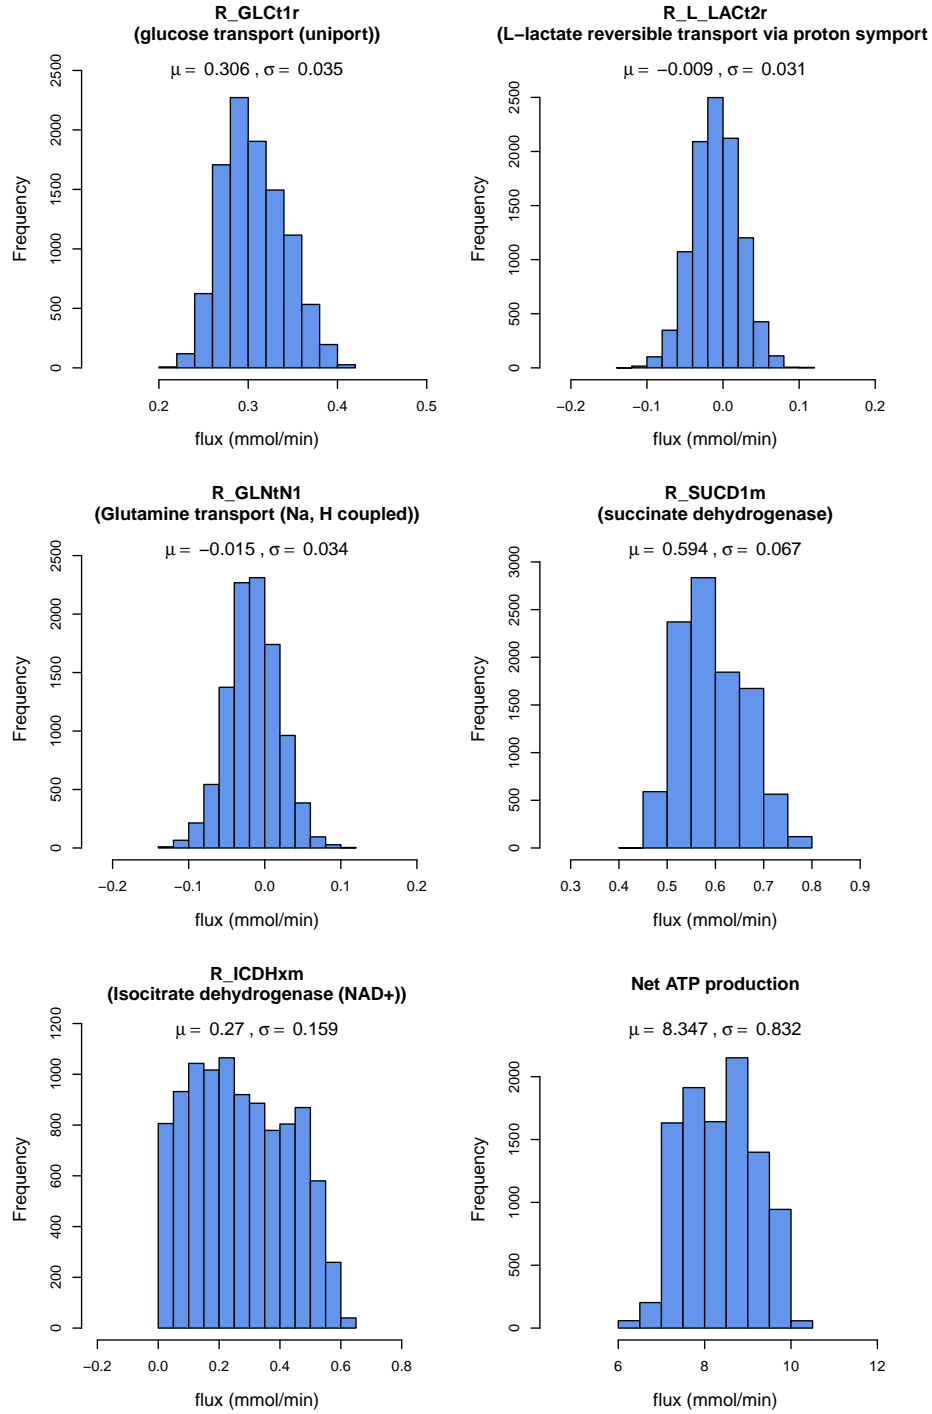 R_GLCt1r
(glucose transport (uniport))
μ = 0.306 , σ = 0.035
Frequency
2500
2000
1500
1000
500
0
0.2 0.3 0.4 0.5
flux (mmol/min)
R_L_LACt2r
(L−lactate reversible transport via proton symport
μ = −0.009 , σ = 0.031
Frequency
2500
2000
1500
1000
500
0
−0.2 −0.1 0.0 0.1 0.2
flux (mmol/min)
R_GLNtN1
(Glutamine transport (Na, H coupled))
μ = −0.015 , σ = 0.034
Frequency
2500
2000
1500
1000
500
0
−0.2 −0.1 0.0 0.1 0.2
flux (mmol/min)
R_SUCD1m
(succinate dehydrogenase)
μ = 0.594 , σ = 0.067
Frequency
3000
2500
2000
1500
1000
500
0
0.3 0.4 0.5 0.6 0.7 0.8 0.9
flux (mmol/min)
R_ICDHxm
(Isocitrate dehydrogenase (NAD+))
μ = 0.27 , σ = 0.159
Frequency
1200
1000
800
600
400
200
0
−0.2 0.0 0.2 0.4 0.6 0.8
flux (mmol/min)
Net ATP production
μ = 8.347 , σ = 0.832
Frequency
2000
1500
1000
500
0
6 8 10 12
flux (mmol/min)